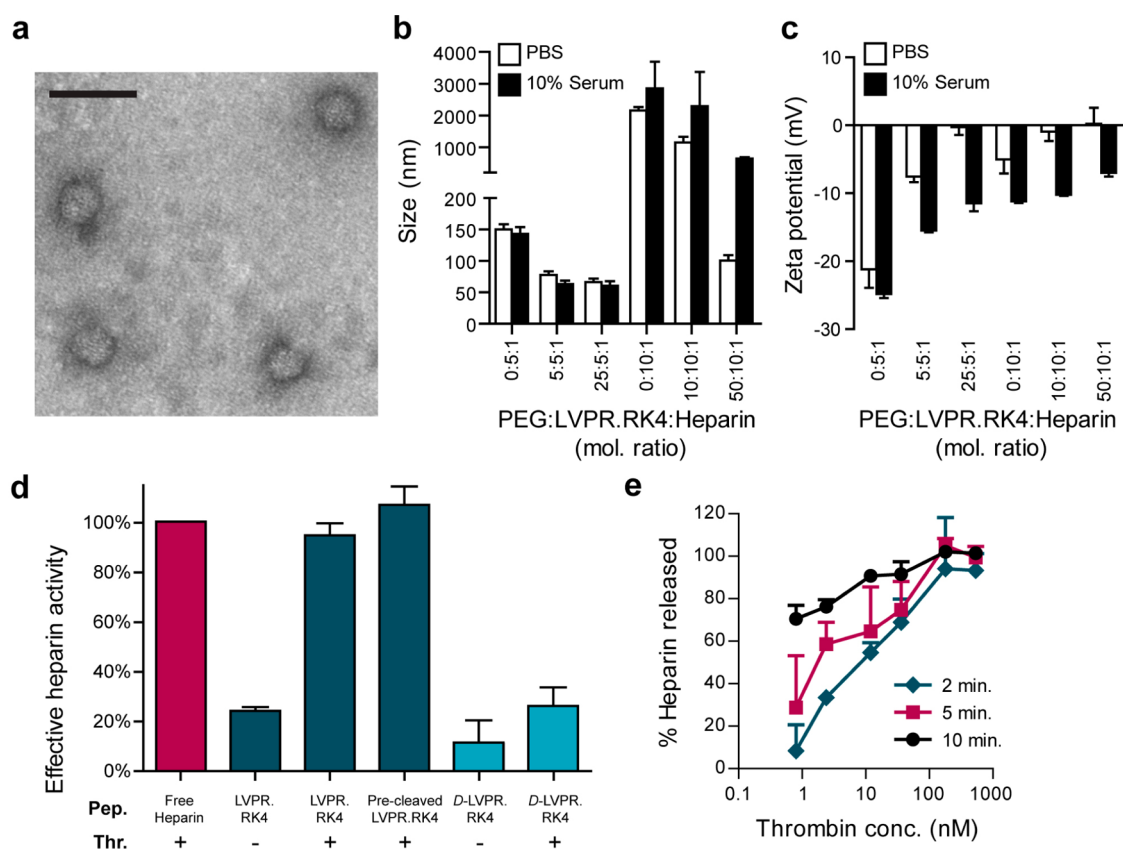 a
b
PBS
10% Serum
4000
3000
2000
1000
200
150
100
50
0
Size (nm)
0:5:1
5:5:1
25:5:1
0:10:1
10:10:1
50:10:1
PEG:LVPR.RK4:Heparin
(mol. ratio)
c
PBS
10% Serum
10
0
-10
-20
-30
Zeta potential (mV)
0:5:1
5:5:1
25:5:1
0:10:1
10:10:1
50:10:1
PEG:LVPR.RK4:Heparin
(mol. ratio)
d
Effective heparin activity
100%
80%
60%
40%
20%
0%
Pep.
Free
Heparin
LVPR.
RK4
LVPR.
RK4
Pre-cleaved
LVPR.RK4
D-LVPR.
RK4
D-LVPR.
RK4
Thr.
+
-
+
+
-
+
e
% Heparin released
120
100
80
60
40
20
0
2 min.
5 min.
10 min.
0.1
1
10
100
1000
Thrombin conc. (nM)